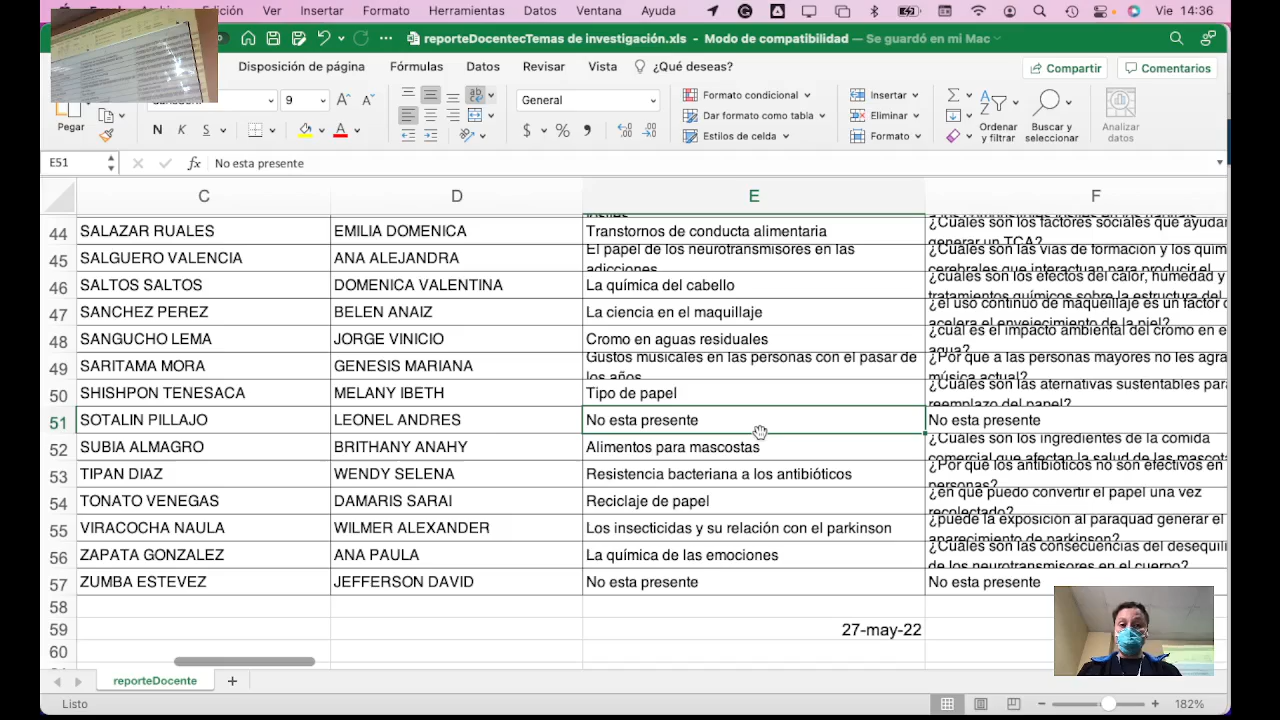 Edición Ver Insertar Formato Herramientas Datos Ventana Ayuda Vie 14:36
reporteDocentecTemas de investigación.xls - Modo de compatibilidad — Se guardó en mi Mac
Disposición de página Fórmulas Datos Revisar Vista ¿Qué deseas? Compartir Comentarios
9 General Formato condicional Insertar
Pegar Dar formato como tabla Eliminar Ordenar y filtrar Buscar y seleccionar Analizar datos
N K S Estilos de celda Formato
E51 fx No esta presente
C D E F
44 SALAZAR RUALES EMILIA DOMENICA Transtornos de conducta alimentaria ¿Cuáles son los factores sociales que ayudan
generar un TCA?
45 SALGUERO VALENCIA ANA ALEJANDRA El papel de los neurotransmisores en las adicciones ¿Cuáles son las vías de formación y los quím
cerebrales que interactuan para producir el
46 SALTOS SALTOS DOMENICA VALENTINA La química del cabello ¿cuáles son los efectos del calor, humedad y
tratamientos químicos sobre la estructura del
47 SANCHEZ PEREZ BELEN ANAIZ La ciencia en el maquillaje ¿el uso continuo de maqueillaje es un factor
acelera el envejecimiento de la piel?
48 SANGUCHO LEMA JORGE VINICIO Cromo en aguas residuales ¿cuál es el impacto ambiental del cromo en e
agua?
49 SARITAMA MORA GENESIS MARIANA Gustos musicales en las personas con el pasar de los años ¿Por qué a las personas mayores no les agra
música actual?
50 SHISHPON TENESACA MELANY IBETH Tipo de papel ¿Cuáles son las aternativas sustentables para
reemplazo del papel?
51 SOTALIN PILLAJO LEONEL ANDRES No esta presente No esta presente
52 SUBIA ALMAGRO BRITHANY ANAHY Alimentos para mascostas ¿Cuáles son los ingredientes de la comida
comercial que afectan la salud de las mascot
53 TIPAN DIAZ WENDY SELENA Resistencia bacteriana a los antibióticos ¿Por qué los antibióticos no son efectivos en
personas?
54 TONATO VENEGAS DAMARIS SARAI Reciclaje de papel ¿en qué puedo convertir el papel una vez
recolectado?
55 VIRACOCHA NAULA WILMER ALEXANDER Los insecticidas y su relación con el parkinson ¿puede la exposición al paraquad generar el
aparecimiento de parkinson?
56 ZAPATA GONZALEZ ANA PAULA La química de las emociones ¿Cuáles son las consecuencias del desequili
de los neurotransmisores en el cuerpo?
57 ZUMBA ESTEVEZ JEFFERSON DAVID No esta presente No esta presente
58
59 27-may-22
60
reporteDocente
Listo 182%